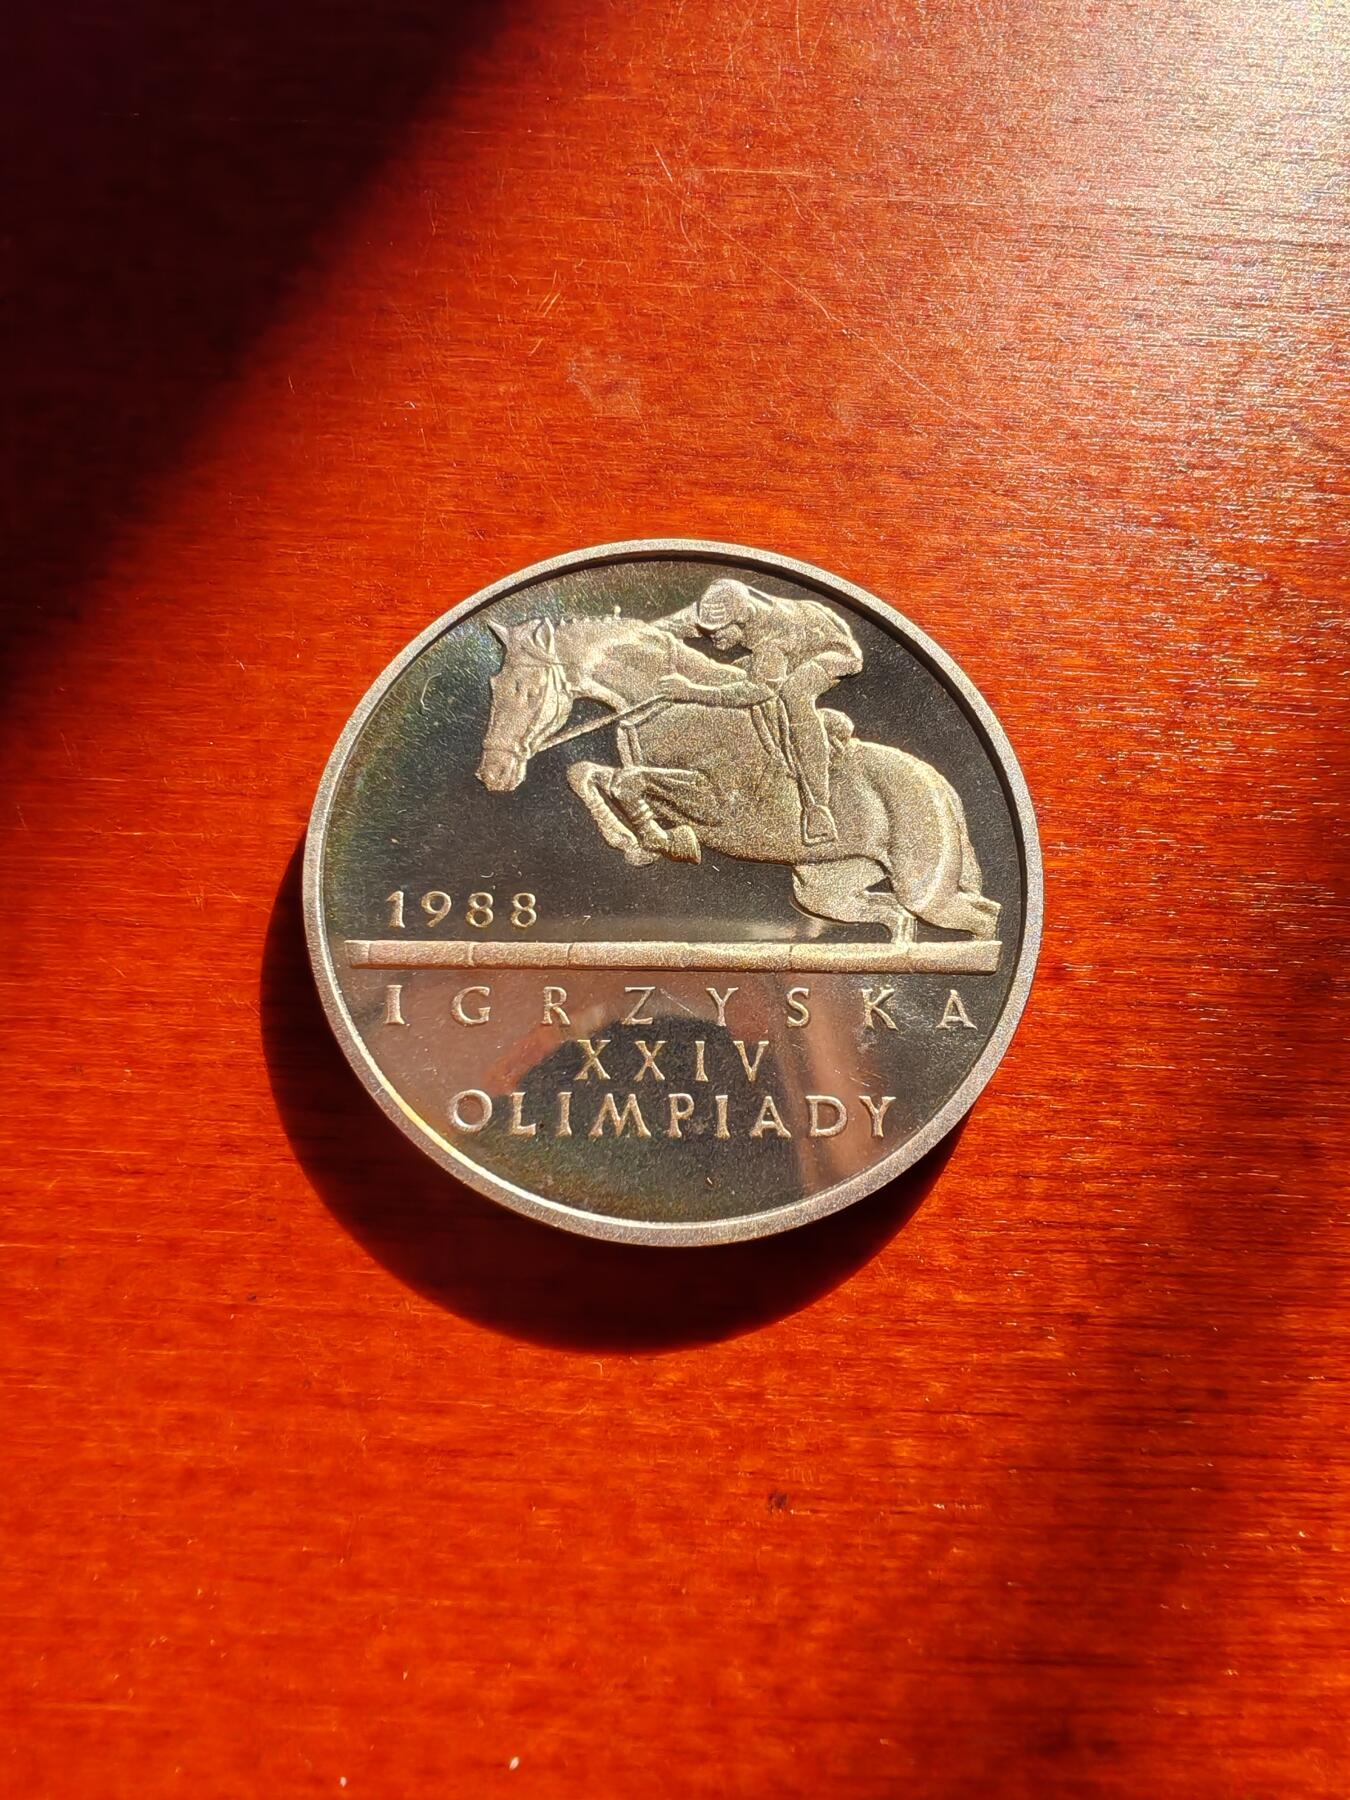 1988
IGRZYSKA
XXIV
OLIMPIADY